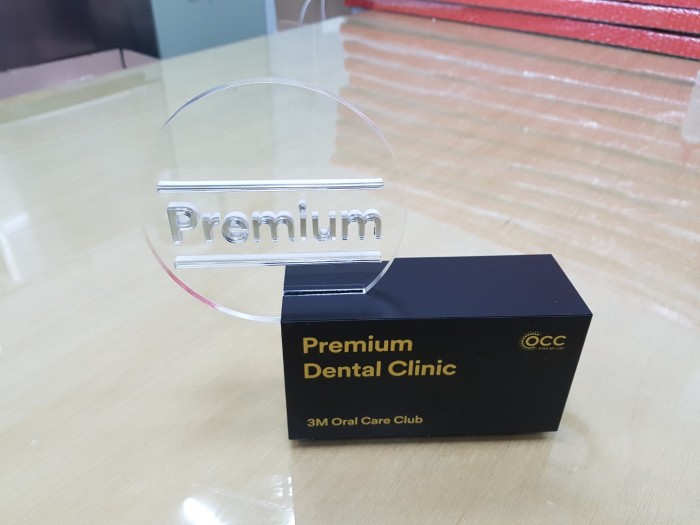 Premium
Premium
Dental Clinic
OCC
PREMIUM
3M Oral Care Club